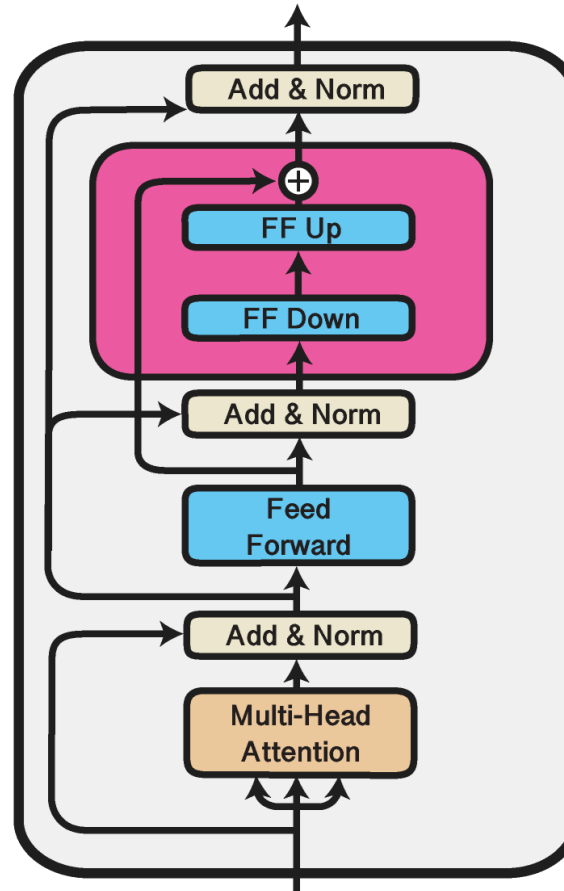 Add & Norm
+
FF Up
FF Down
Add & Norm
Feed
Forward
Add & Norm
Multi-Head
Attention